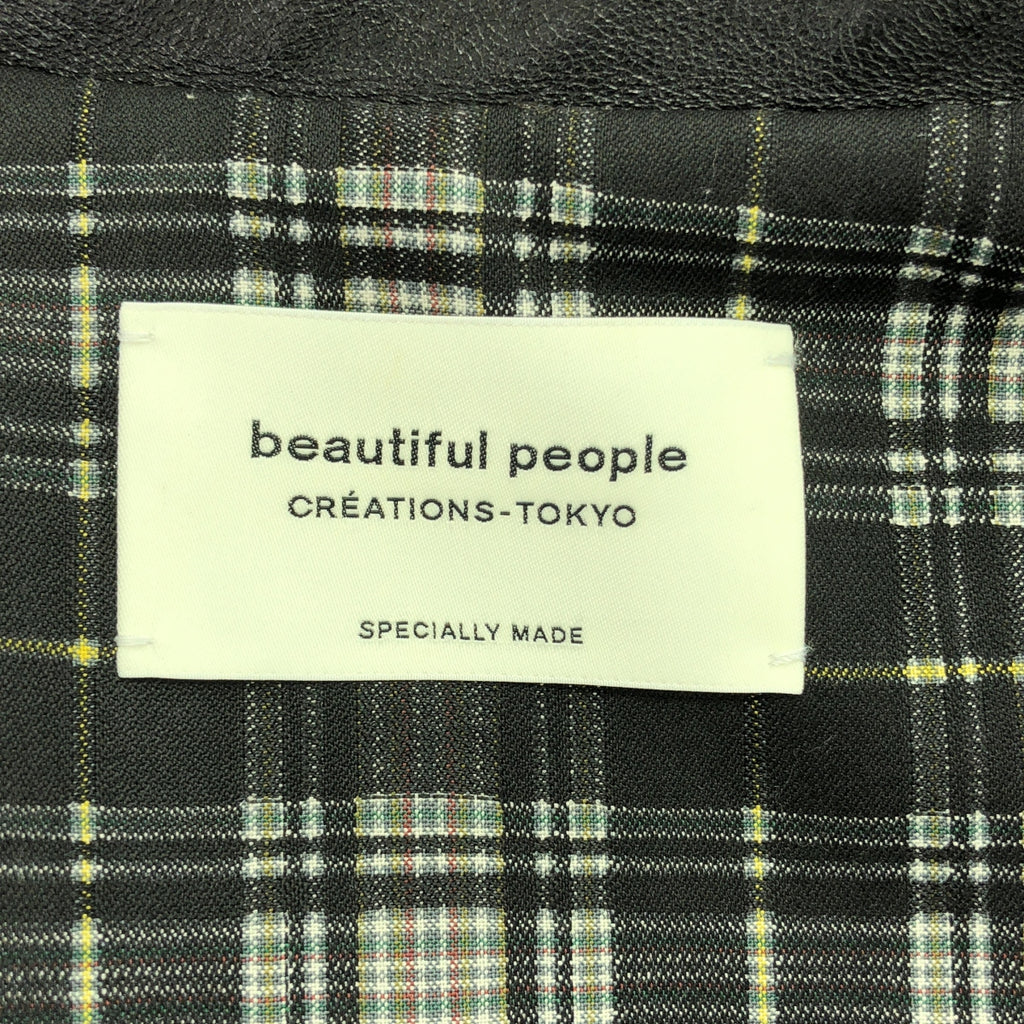 beautiful people
CRÉATIONS-TOKYO
SPECIALLY MADE